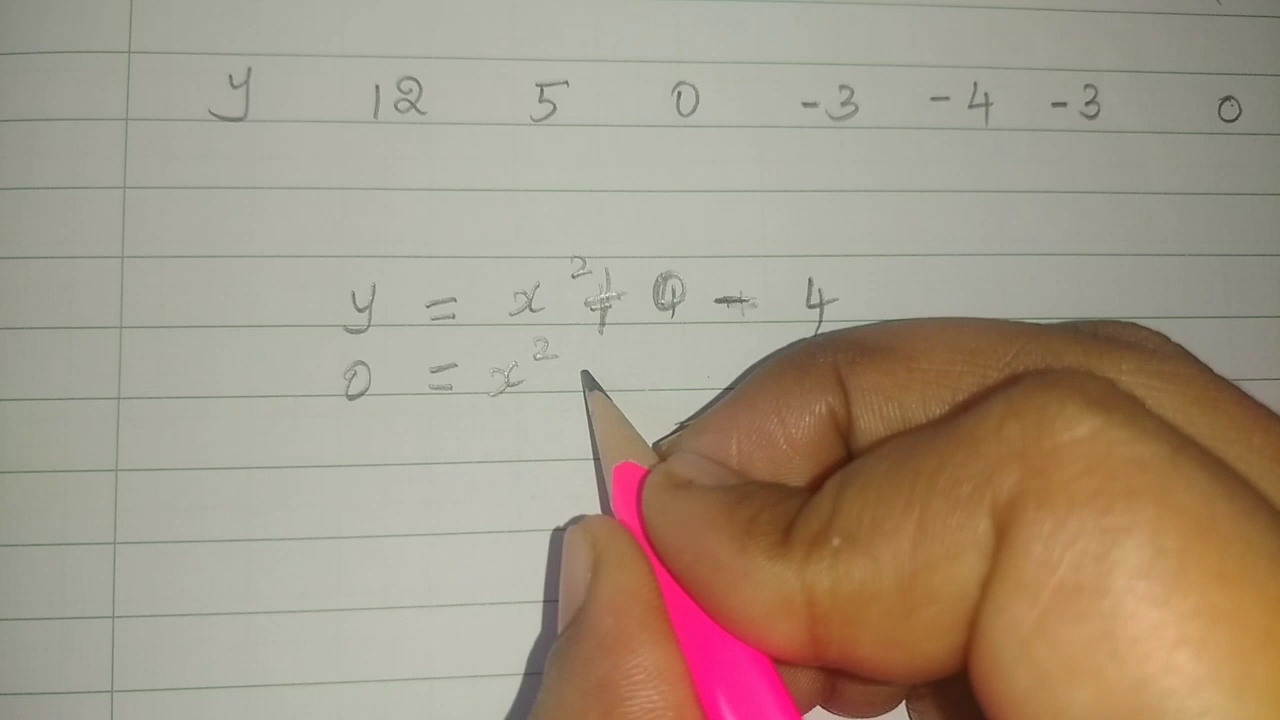 y 12 5 0 -3 -4 -3 0
y = x² + 0 - 4
0 = x²